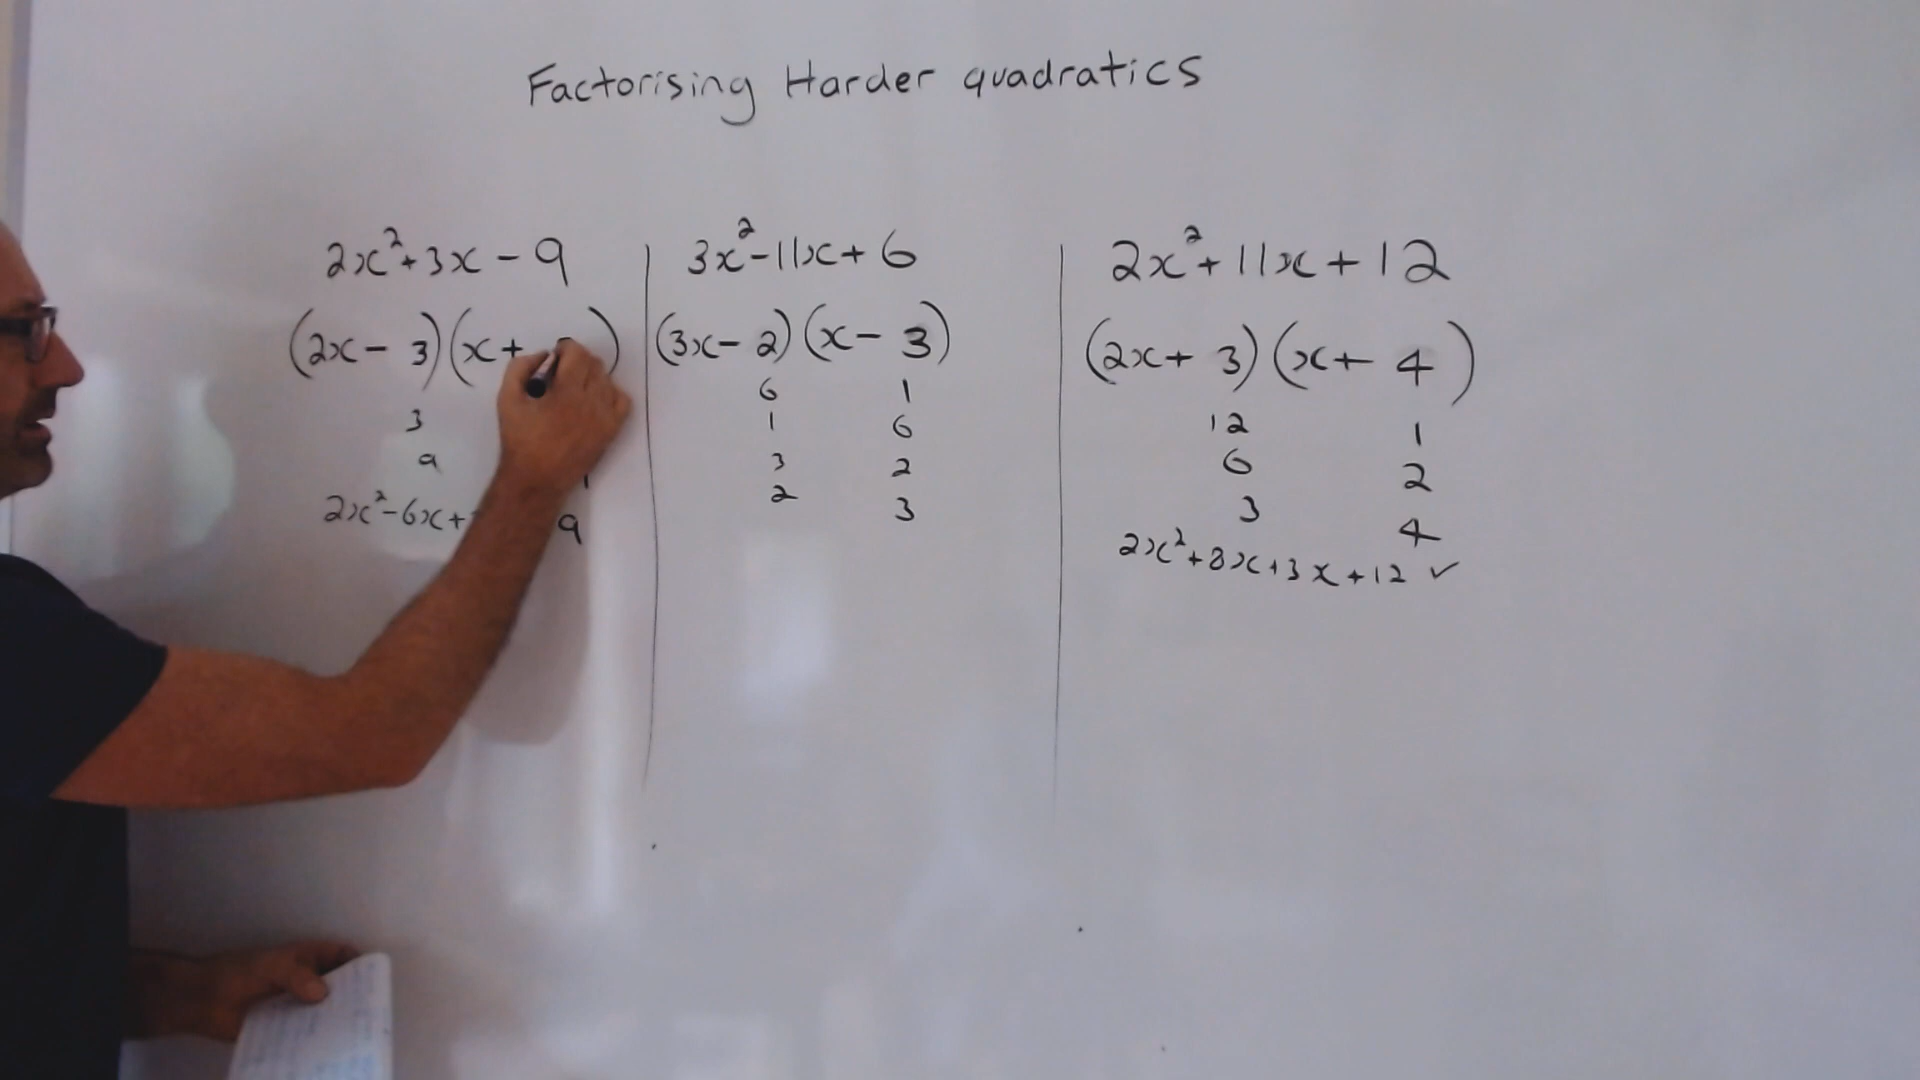 Factorising Harder quadratics
2x²+3x-9
(2x-3)(x+ )
3
9
1
2x²-6x+ 9
3x²-11x+6
(3x-2)(x-3)
6 1
1 6
3 2
2 3
2x²+11x+12
(2x+3)(x+4)
12 1
6 2
3 4
2x²+8x+3x+12 ✓